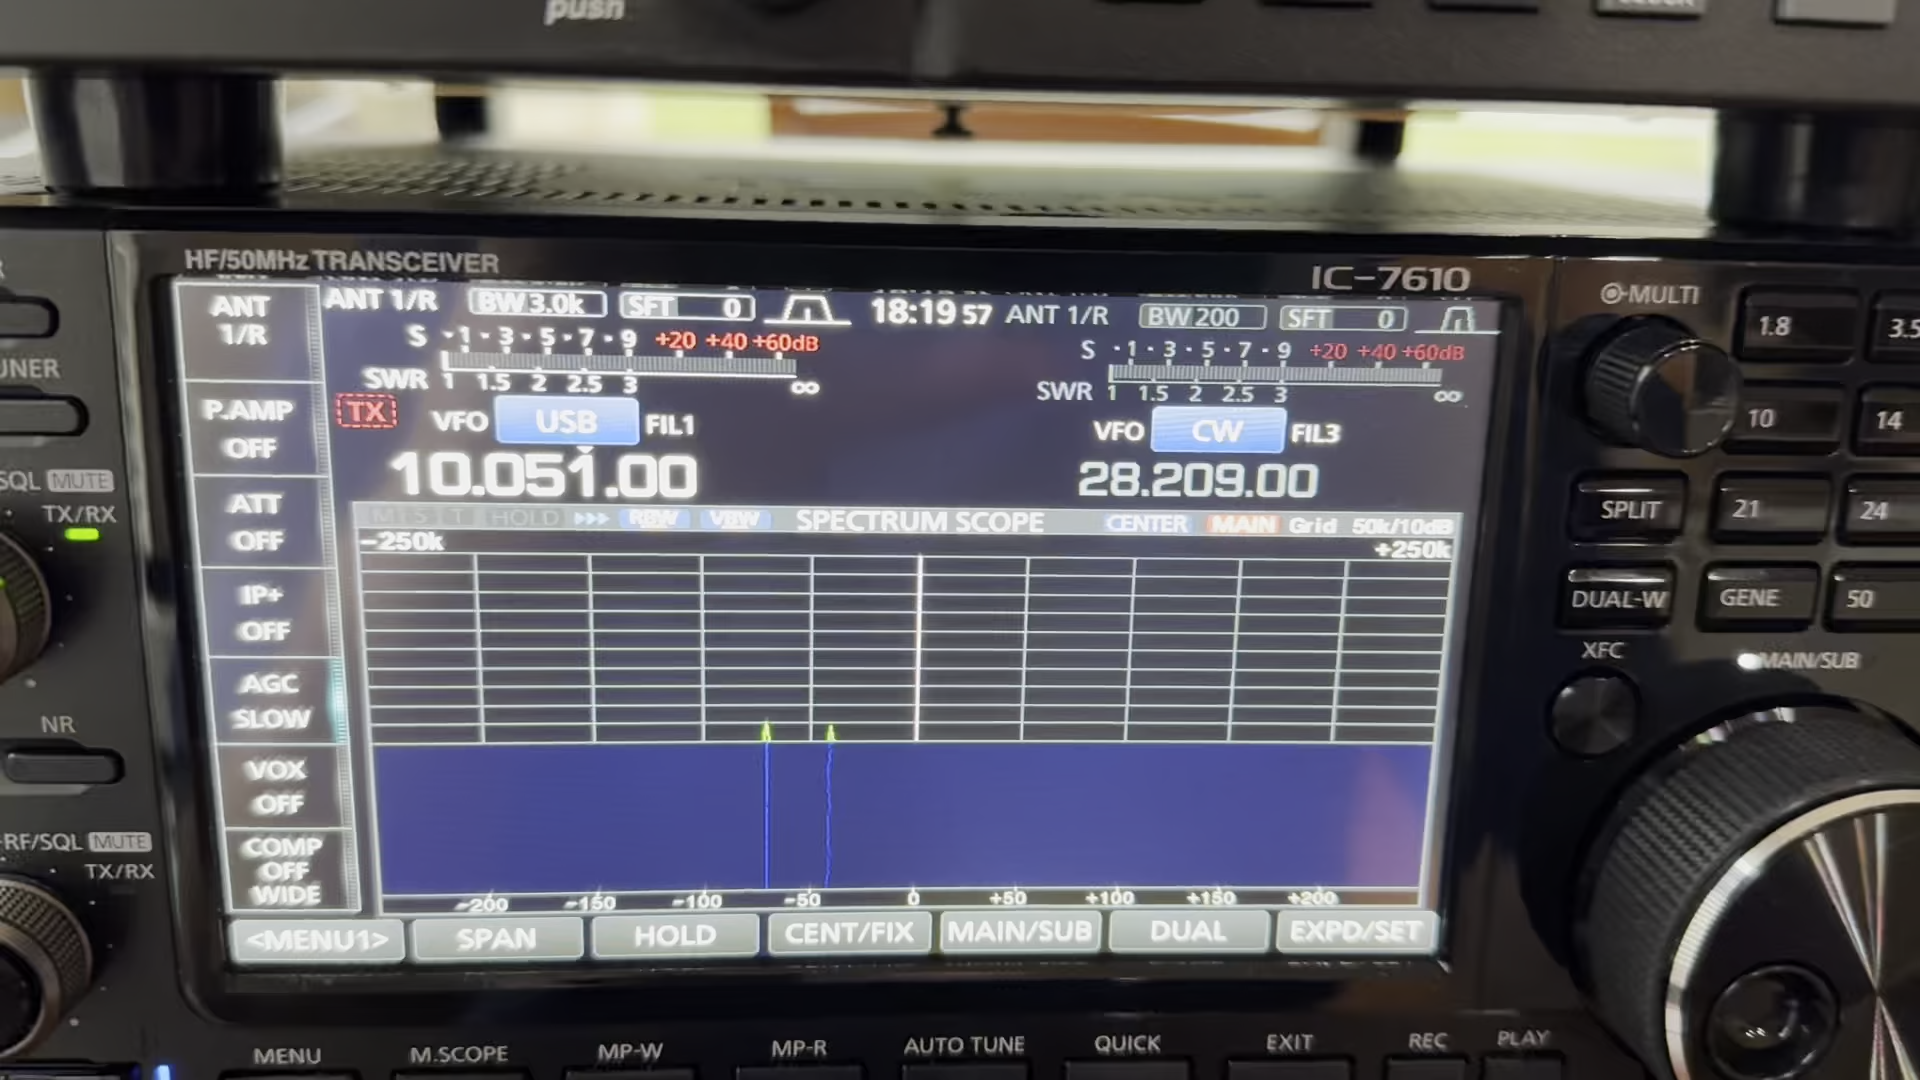 push
HF/50MHz TRANSCEIVER
IC-7610
ANT 1/R
ANT 1/R BW 3.0k SFT 0 18:19 57 ANT 1/R BW 200 SFT 0
S 1 3 5 7 9 +20 +40 +60dB
S 1 3 5 7 9 +20 +40 +60dB
SWR 1 1.5 2 2.5 3 ∞
SWR 1 1.5 2 2.5 3 ∞
TX VFO USB FIL1
VFO CW FIL3
10.051.00
28.209.00
P.AMP OFF
ATT OFF
IP+ OFF
AGC SLOW
VOX OFF
COMP OFF WIDE
HOLD RBW VBW SPECTRUM SCOPE CENTER MAIN Grid 50k/10dB
-250k +250k
-200 -150 -100 -50 0 +50 +100 +150 +200
<MENU1> SPAN HOLD CENT/FIX MAIN/SUB DUAL EXPD/SET
MENU M.SCOPE MP-W MP-R AUTO TUNE QUICK EXIT REC PLAY
SQL MUTE
TX/RX
NR
RF/SQL MUTE
TX/RX
MULTI
1.8 3.5
10 14
SPLIT 21 24
DUAL-W GENE 50
XFC
MAIN/SUB